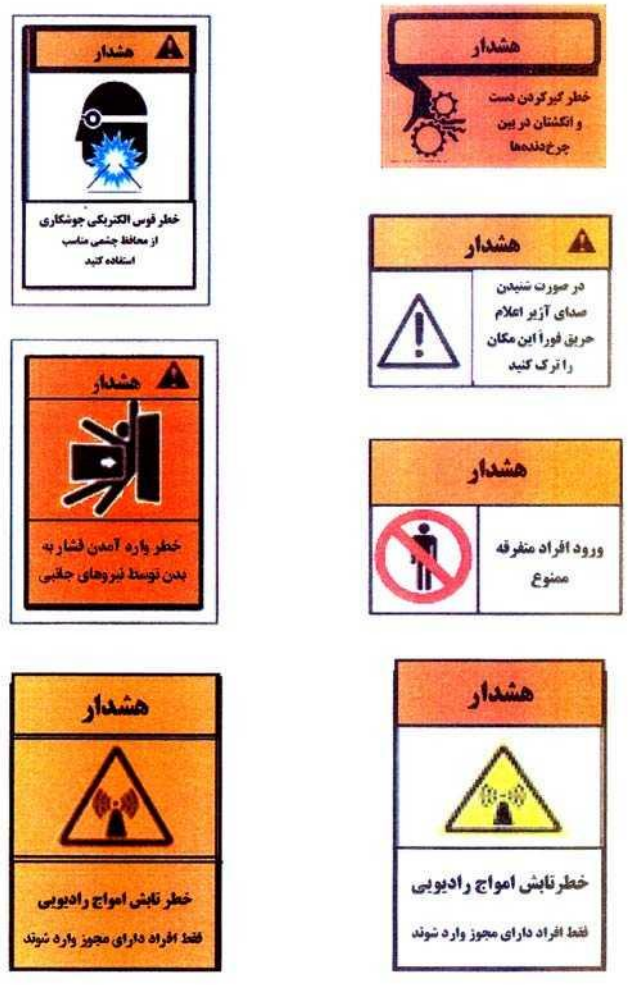 هشدار
خطر گیرکردن دست
و انگشتان در بین
چرخ‌دنده‌ها
هشدار
خطر قوس الکتریکی جوشکاری
از محافظ چشمی مناسب
استفاده کنید
هشدار
در صورت شنیدن
صدای آژیر اعلام
حریق فوراً این مکان
را ترک کنید
هشدار
خطر وارد آمدن فشار به
بدن توسط نیروهای جانبی
هشدار
ورود افراد متفرقه
ممنوع
هشدار
خطر تابش امواج رادیویی
فقط افراد دارای مجوز وارد شوند
هشدار
خطر تابش امواج رادیویی
فقط افراد دارای مجوز وارد شوند